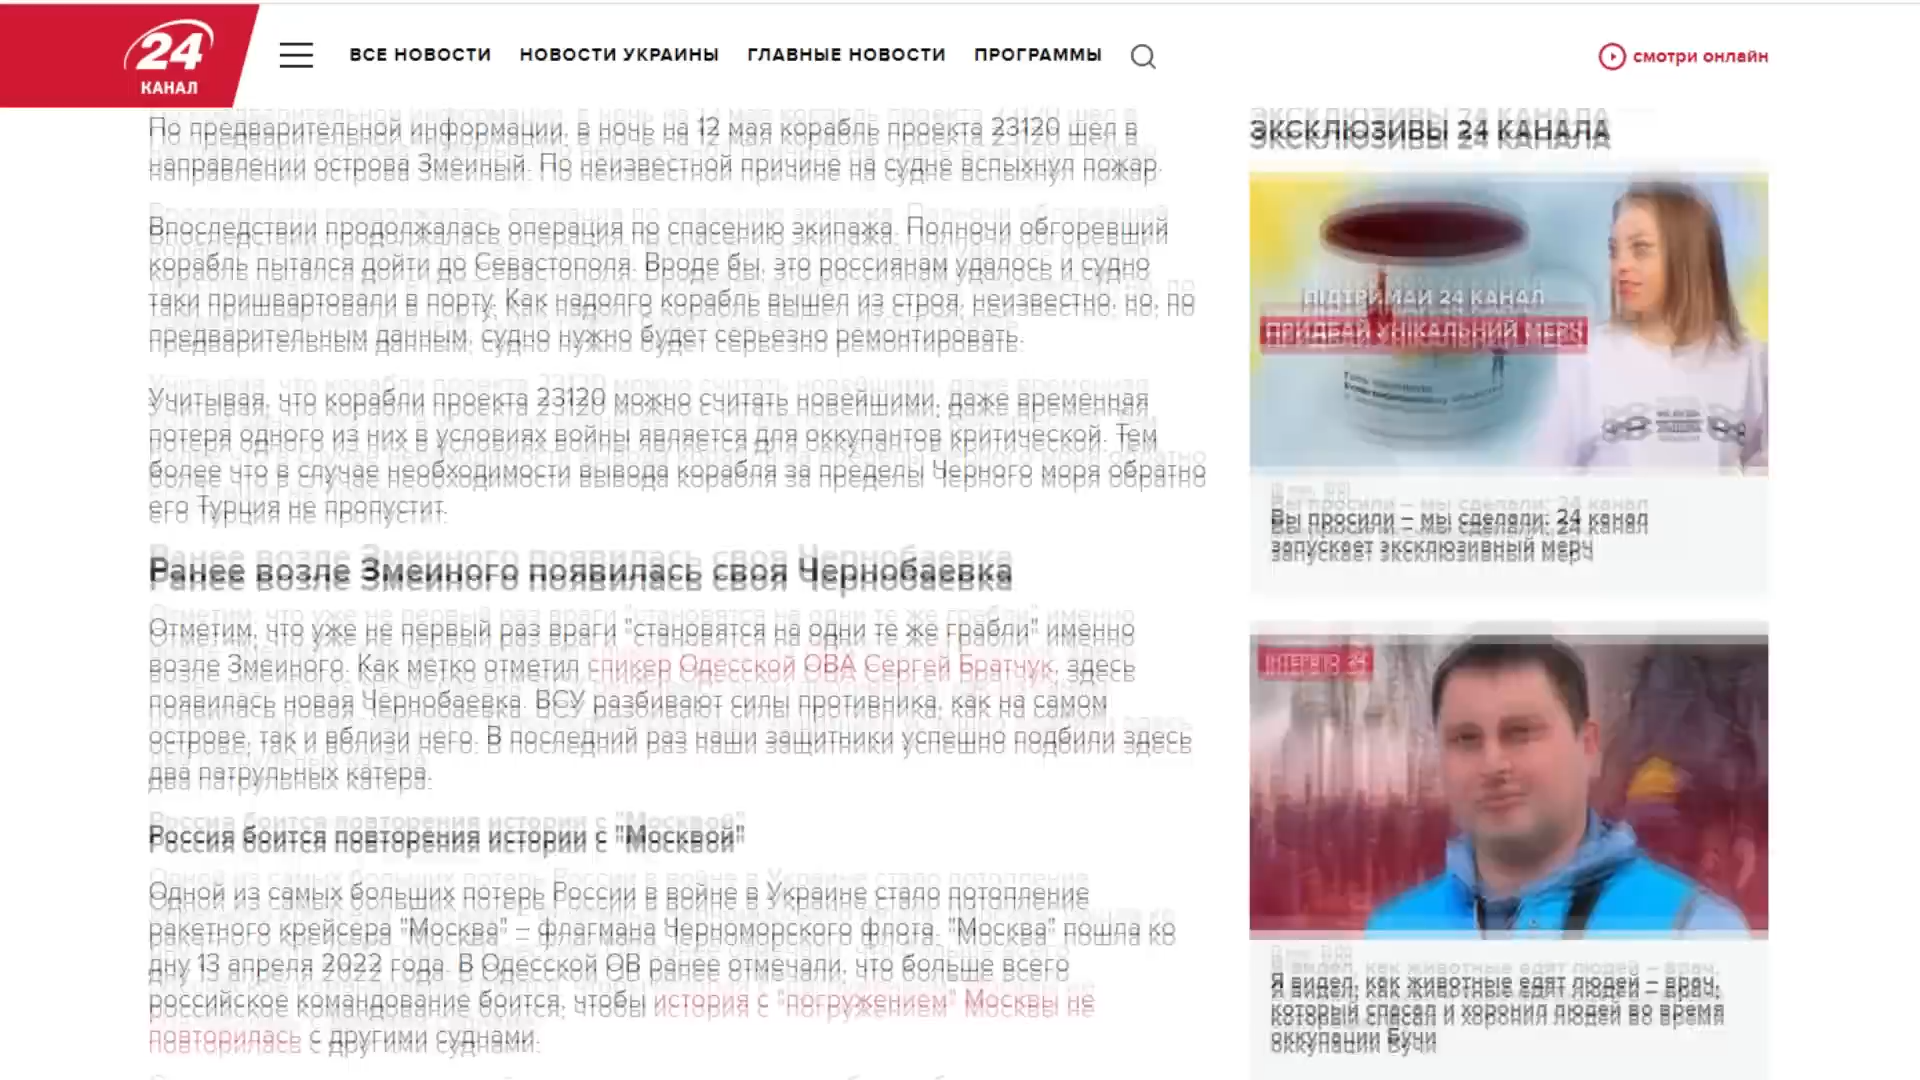 24
КАНАЛ
ВСЕ НОВОСТИ
НОВОСТИ УКРАИНЫ
ГЛАВНЫЕ НОВОСТИ
ПРОГРАММЫ
смотри онлайн
По предварительной информации, в ночь на 12 мая корабль проекта 23120 шел в
направлении острова Змеиный. По неизвестной причине на судне вспыхнул пожар.
Впоследствии продолжалась операция по спасению экипажа. Полночи обгоревший
корабль пытался дойти до Севастополя. Вроде бы, это россиянам удалось и судно
таки пришвартовали в порту. Как надолго корабль вышел из строя, неизвестно, но, по
предварительным данным, судно нужно будет серьезно ремонтировать.
Учитывая, что корабли проекта 23120 можно считать новейшими, даже временная
потеря одного из них в условиях войны является для оккупантов критической. Тем
более что в случае необходимости вывода корабля за пределы Черного моря обратно
его Турция не пропустит.
Ранее возле Змеиного появилась своя Чернобаевка
Отметим, что уже не первый раз враги "становятся на одни те же грабли" именно
возле Змеиного. Как метко отметил спикер Одесской ОВА Сергей Братчук, здесь
появилась новая Чернобаевка. ВСУ разбивают силы противника, как на самом
острове, так и вблизи него. В последний раз наши защитники успешно подбили здесь
два патрульных катера.
Россия боится повторения истории с "Москвой"
Одной из самых больших потерь России в войне в Украине стало потопление
ракетного крейсера "Москва" – флагмана Черноморского флота. "Москва" пошла ко
дну 13 апреля 2022 года. В Одесской ОВ ранее отмечали, что больше всего
российское командование боится, чтобы история с "погружением" Москвы не
повторилась с другими суднами.
ЭКСКЛЮЗИВЫ 24 КАНАЛА
ПІДТРИМАЙ 24 КАНАЛ
ПРИДБАЙ УНІКАЛЬНИЙ МЕРЧ
Вы просили – мы сделали: 24 канал
запускает эксклюзивный мерч
ІНТЕРВ'Ю 24
Я видел, как животные едят людей – врач,
который спасал и хоронил людей во время
оккупации Бучи